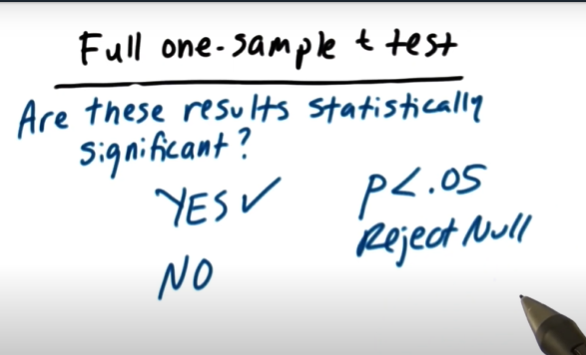 Full one-sample t test
Are these results statistically
significant?
YES ✓
p<.05
Reject Null
NO